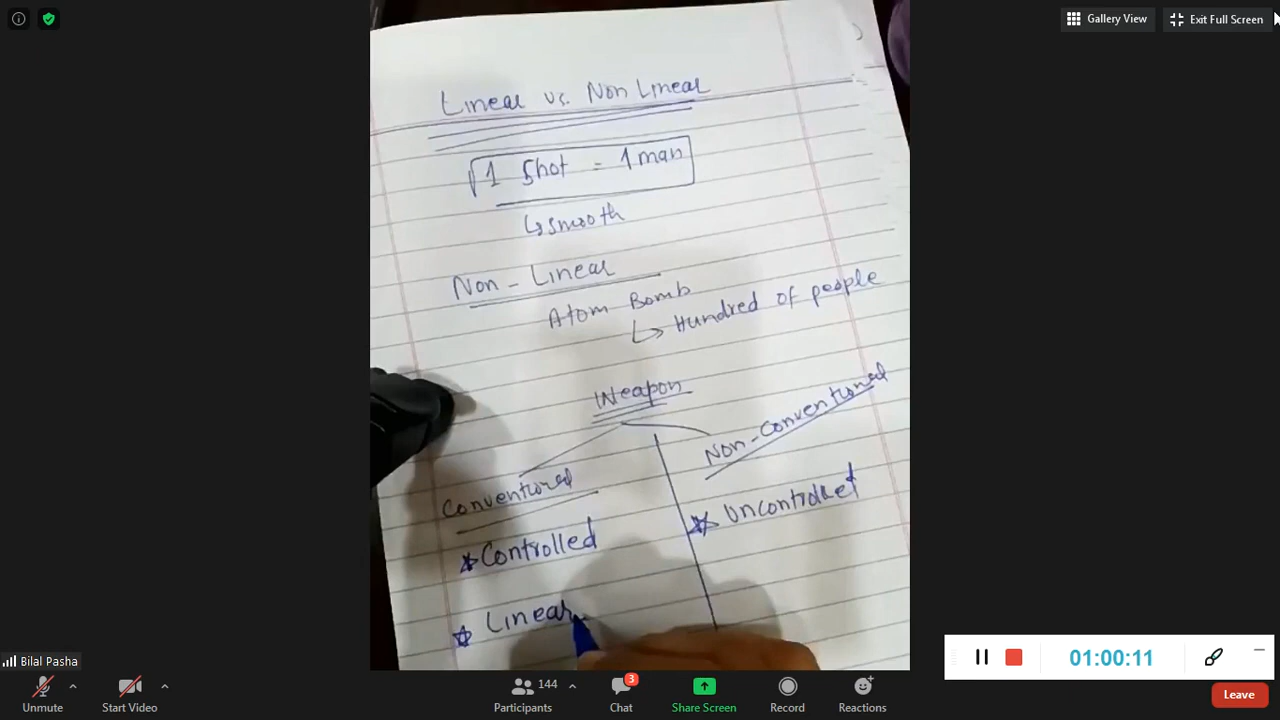 Gallery View
Exit Full Screen
Linear vs. Non Linear
1 Shot = 1 man
↳ smooth
Non - Linear
Atom Bomb
↳ Hundred of people
Weapon
Conventional
Non-Conventional
* Controlled
* Uncontrolled
* Linear
Bilal Pasha
01:00:11
Unmute
Start Video
144
Participants
3
Chat
Share Screen
Record
Reactions
Leave